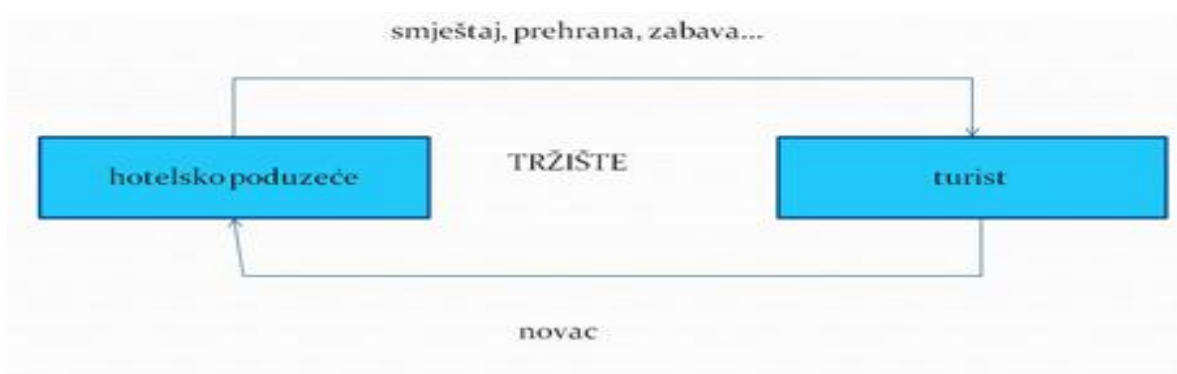 smještaj, prehrana, zabava...
TRŽIŠTE
hotelsko poduzeće
turist
novac